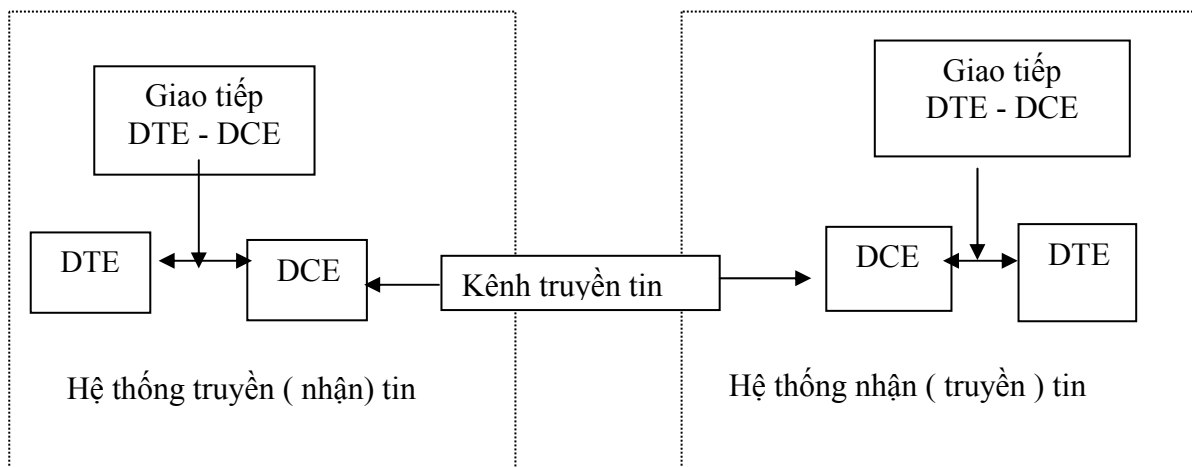 Giao tiếp
DTE - DCE
Giao tiếp
DTE - DCE
DTE
DCE
Kênh truyền tin
DCE
DTE
Hệ thống truyền ( nhận) tin
Hệ thống nhận ( truyền ) tin